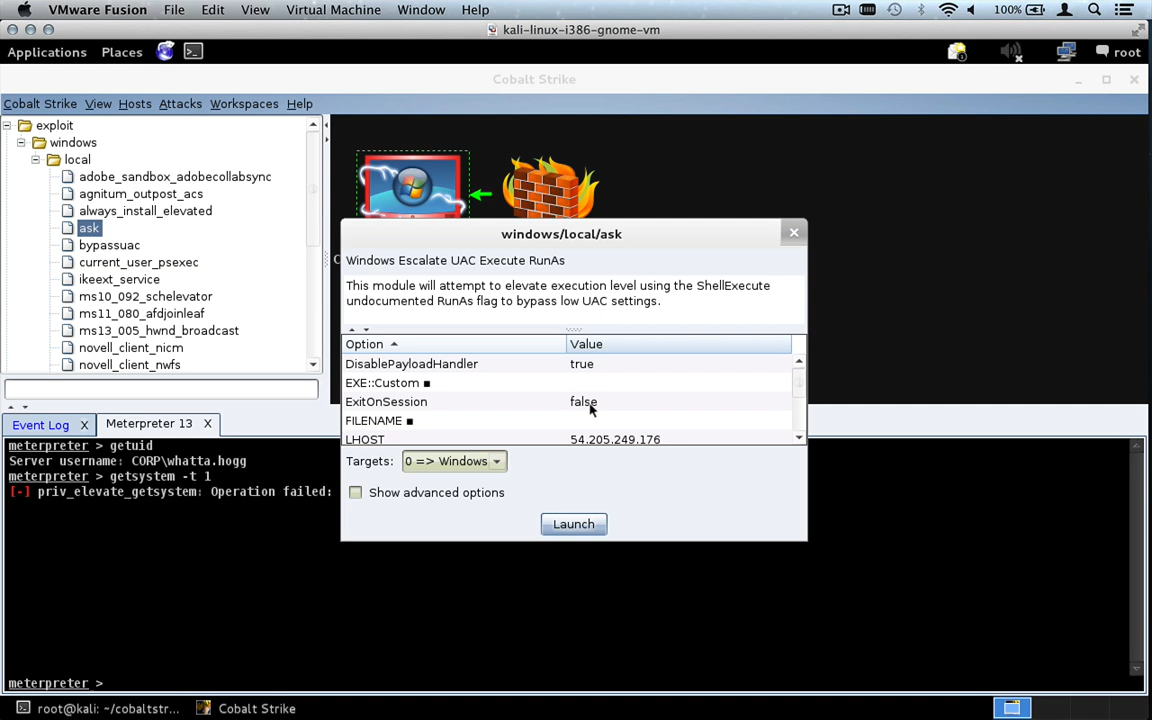 VMware Fusion File Edit View Virtual Machine Window Help 100%
kali-linux-i386-gnome-vm
Applications Places root
Cobalt Strike
Cobalt Strike View Hosts Attacks Workspaces Help
exploit
windows
local
adobe_sandbox_adobecollabsync
agnitum_outpost_acs
always_install_elevated
ask
bypassuac
current_user_psexec
ikeext_service
ms10_092_schelevator
ms11_080_afdjoinleaf
ms13_005_hwnd_broadcast
novell_client_nicm
novell_client_nwfs
windows/local/ask
Windows Escalate UAC Execute RunAs
This module will attempt to elevate execution level using the ShellExecute
undocumented RunAs flag to bypass low UAC settings.
Option Value
DisablePayloadHandler true
EXE::Custom ■
ExitOnSession false
FILENAME ■
LHOST 54.205.249.176
Targets: 0 => Windows
Show advanced options
Launch
Event Log X Meterpreter 13 X
meterpreter > getuid
Server username: CORP\whatta.hogg
meterpreter > getsystem -t 1
[-] priv_elevate_getsystem: Operation failed:
meterpreter >
root@kali: ~/cobaltstr... Cobalt Strike